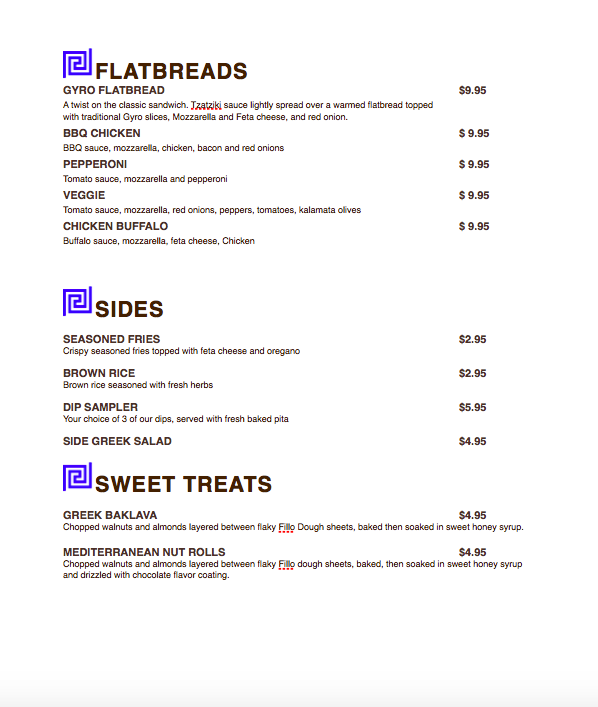 FLATBREADS
GYRO FLATBREAD $9.95
A twist on the classic sandwich. Tzatziki sauce lightly spread over a warmed flatbread topped
with traditional Gyro slices, Mozzarella and Feta cheese, and red onion.
BBQ CHICKEN $ 9.95
BBQ sauce, mozzarella, chicken, bacon and red onions
PEPPERONI $ 9.95
Tomato sauce, mozzarella and pepperoni
VEGGIE $ 9.95
Tomato sauce, mozzarella, red onions, peppers, tomatoes, kalamata olives
CHICKEN BUFFALO $ 9.95
Buffalo sauce, mozzarella, feta cheese, Chicken
SIDES
SEASONED FRIES $2.95
Crispy seasoned fries topped with feta cheese and oregano
BROWN RICE $2.95
Brown rice seasoned with fresh herbs
DIP SAMPLER $5.95
Your choice of 3 of our dips, served with fresh baked pita
SIDE GREEK SALAD $4.95
SWEET TREATS
GREEK BAKLAVA $4.95
Chopped walnuts and almonds layered between flaky Fillo Dough sheets, baked then soaked in sweet honey syrup.
MEDITERRANEAN NUT ROLLS $4.95
Chopped walnuts and almonds layered between flaky Fillo dough sheets, baked, then soaked in sweet honey syrup
and drizzled with chocolate flavor coating.